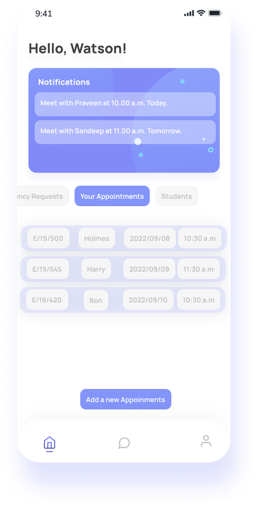 9:41
Hello, Watson!
Notifications
Meet with Praveen at 10.00 a.m. Today.
Meet with Sandeep at 11.00 a.m. Tomorrow.
ncy Requests Your Appointments Students
E/19/500 Holmes 2022/09/08 10:30 a.m
E/19/545 Harry 2022/09/09 11:30 a.m
E/19/420 Ron 2022/09/10 10:30 a.m
Add a new Appoinments